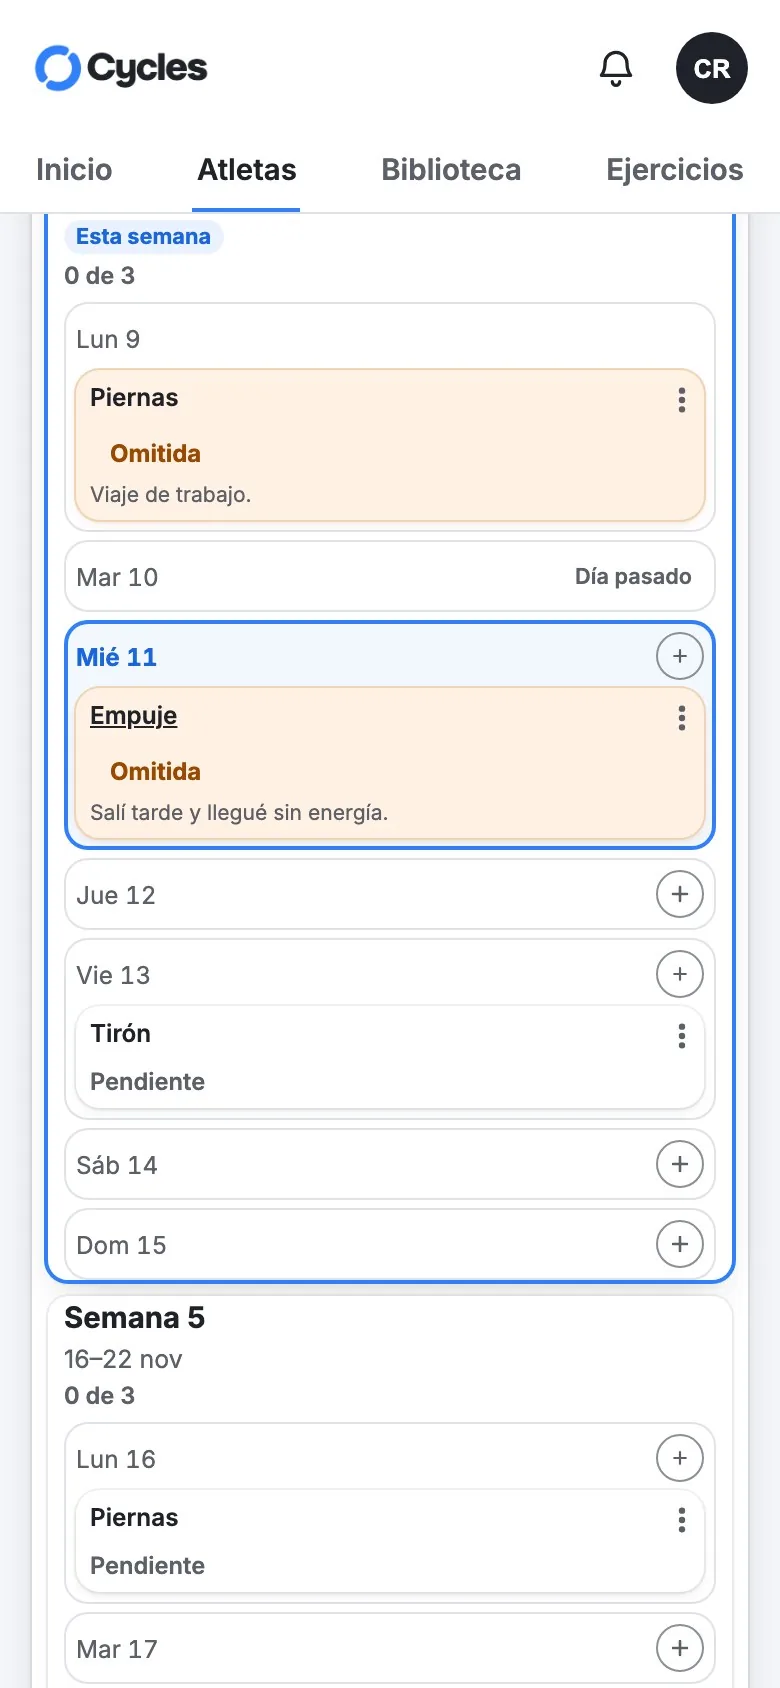 Cycles
CR
Inicio Atletas Biblioteca Ejercicios
Esta semana
0 de 3
Lun 9
Piernas
Omitida
Viaje de trabajo.
Mar 10 Día pasado
Mié 11
Empuje
Omitida
Salí tarde y llegué sin energía.
Jue 12
Vie 13
Tirón
Pendiente
Sáb 14
Dom 15
Semana 5
16–22 nov
0 de 3
Lun 16
Piernas
Pendiente
Mar 17